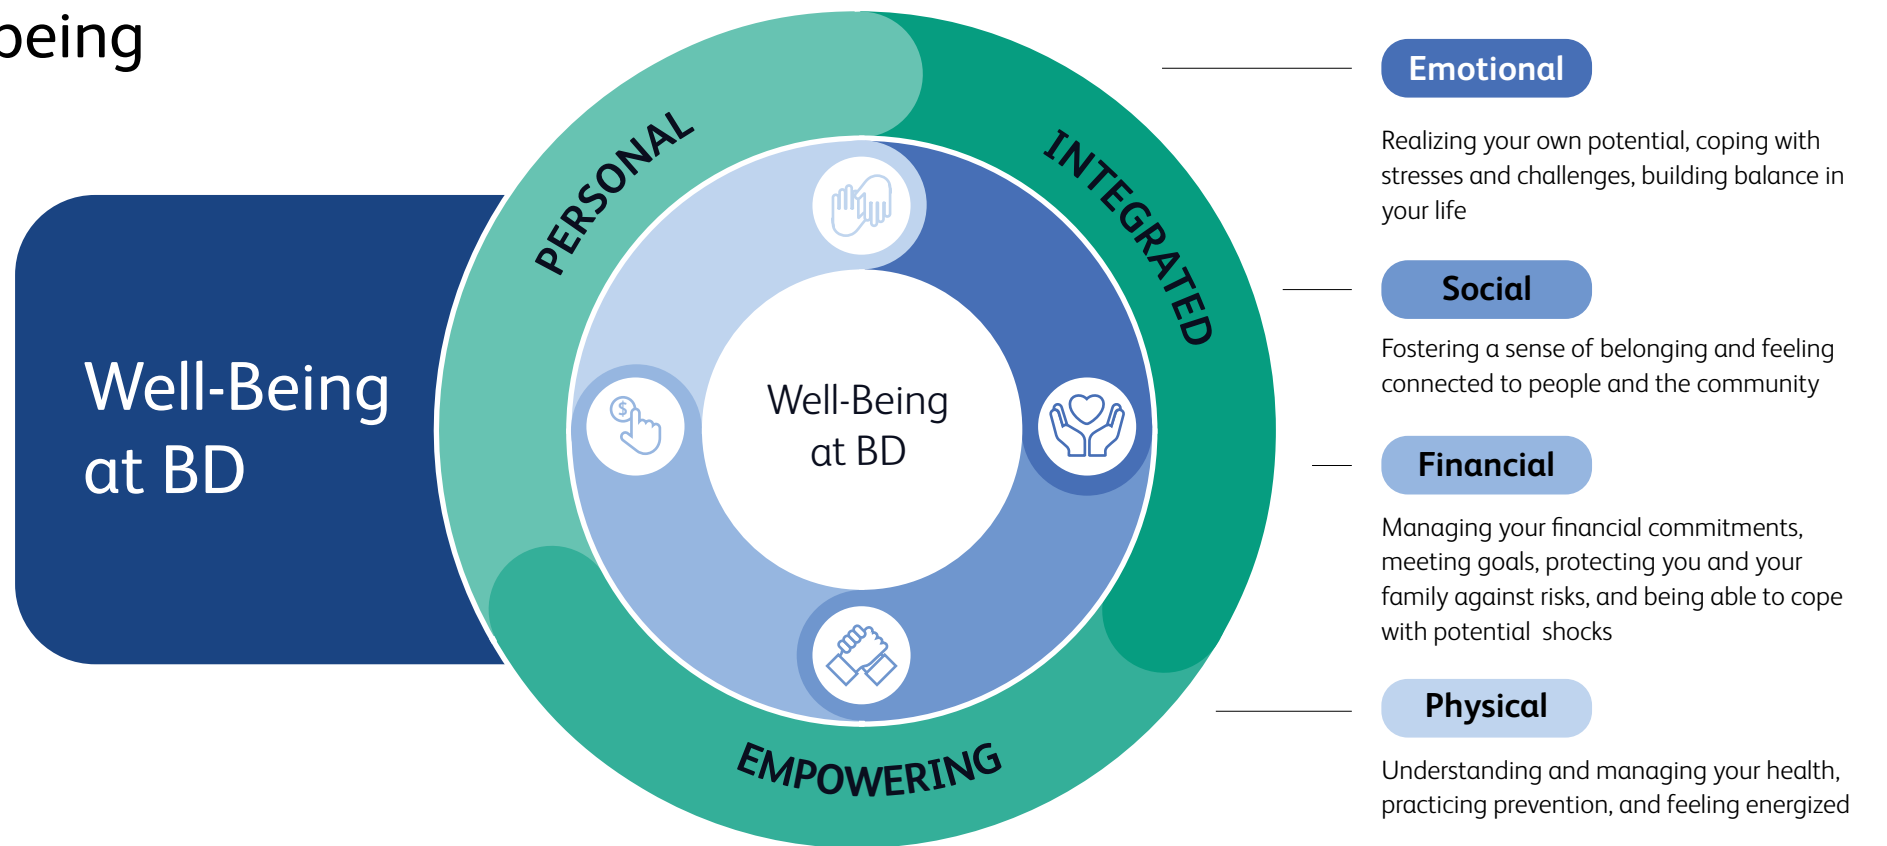 being
Well-Being
at BD
PERSONAL
INTEGRATED
EMPOWERING
Well-Being
at BD
$
Emotional
Realizing your own potential, coping with
stresses and challenges, building balance in
your life
Social
Fostering a sense of belonging and feeling
connected to people and the community
Financial
Managing your financial commitments,
meeting goals, protecting you and your
family against risks, and being able to cope
with potential shocks
Physical
Understanding and managing your health,
practicing prevention, and feeling energized